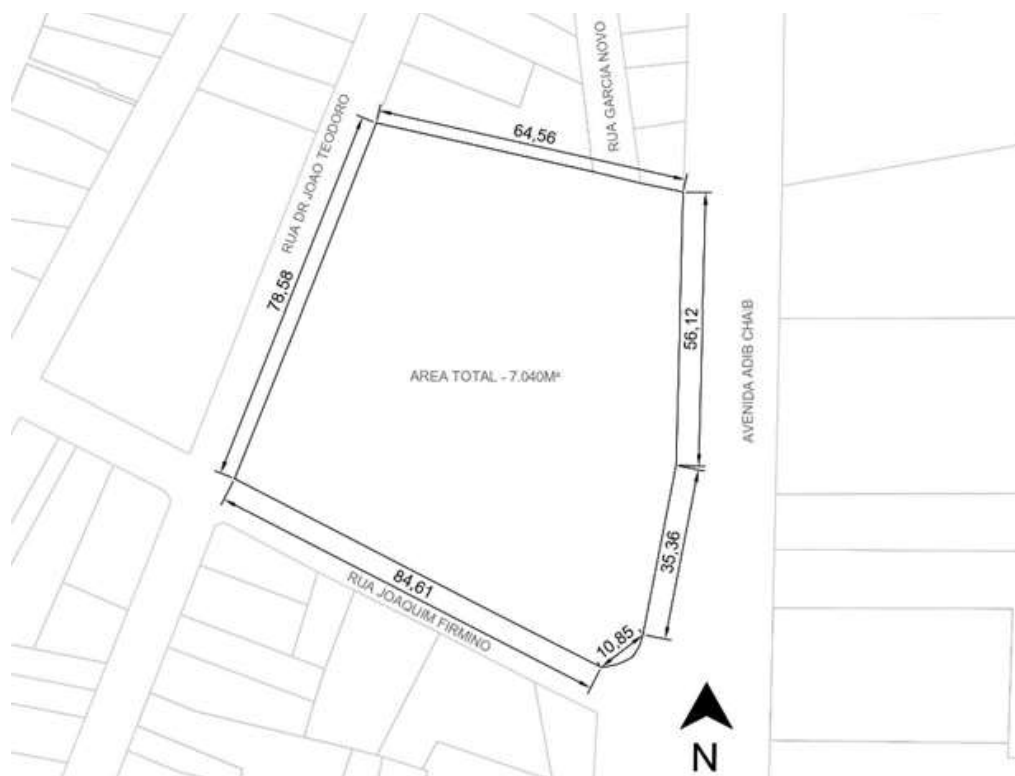 RUA GARCIA NOVO
64,56
RUA DR JOAO TEODORO
78,58
56,12
AVENIDA ADIB CHAIB
AREA TOTAL - 7.040M²
35,36
84,61
RUA JOAQUIM FIRMINO
10,85
N